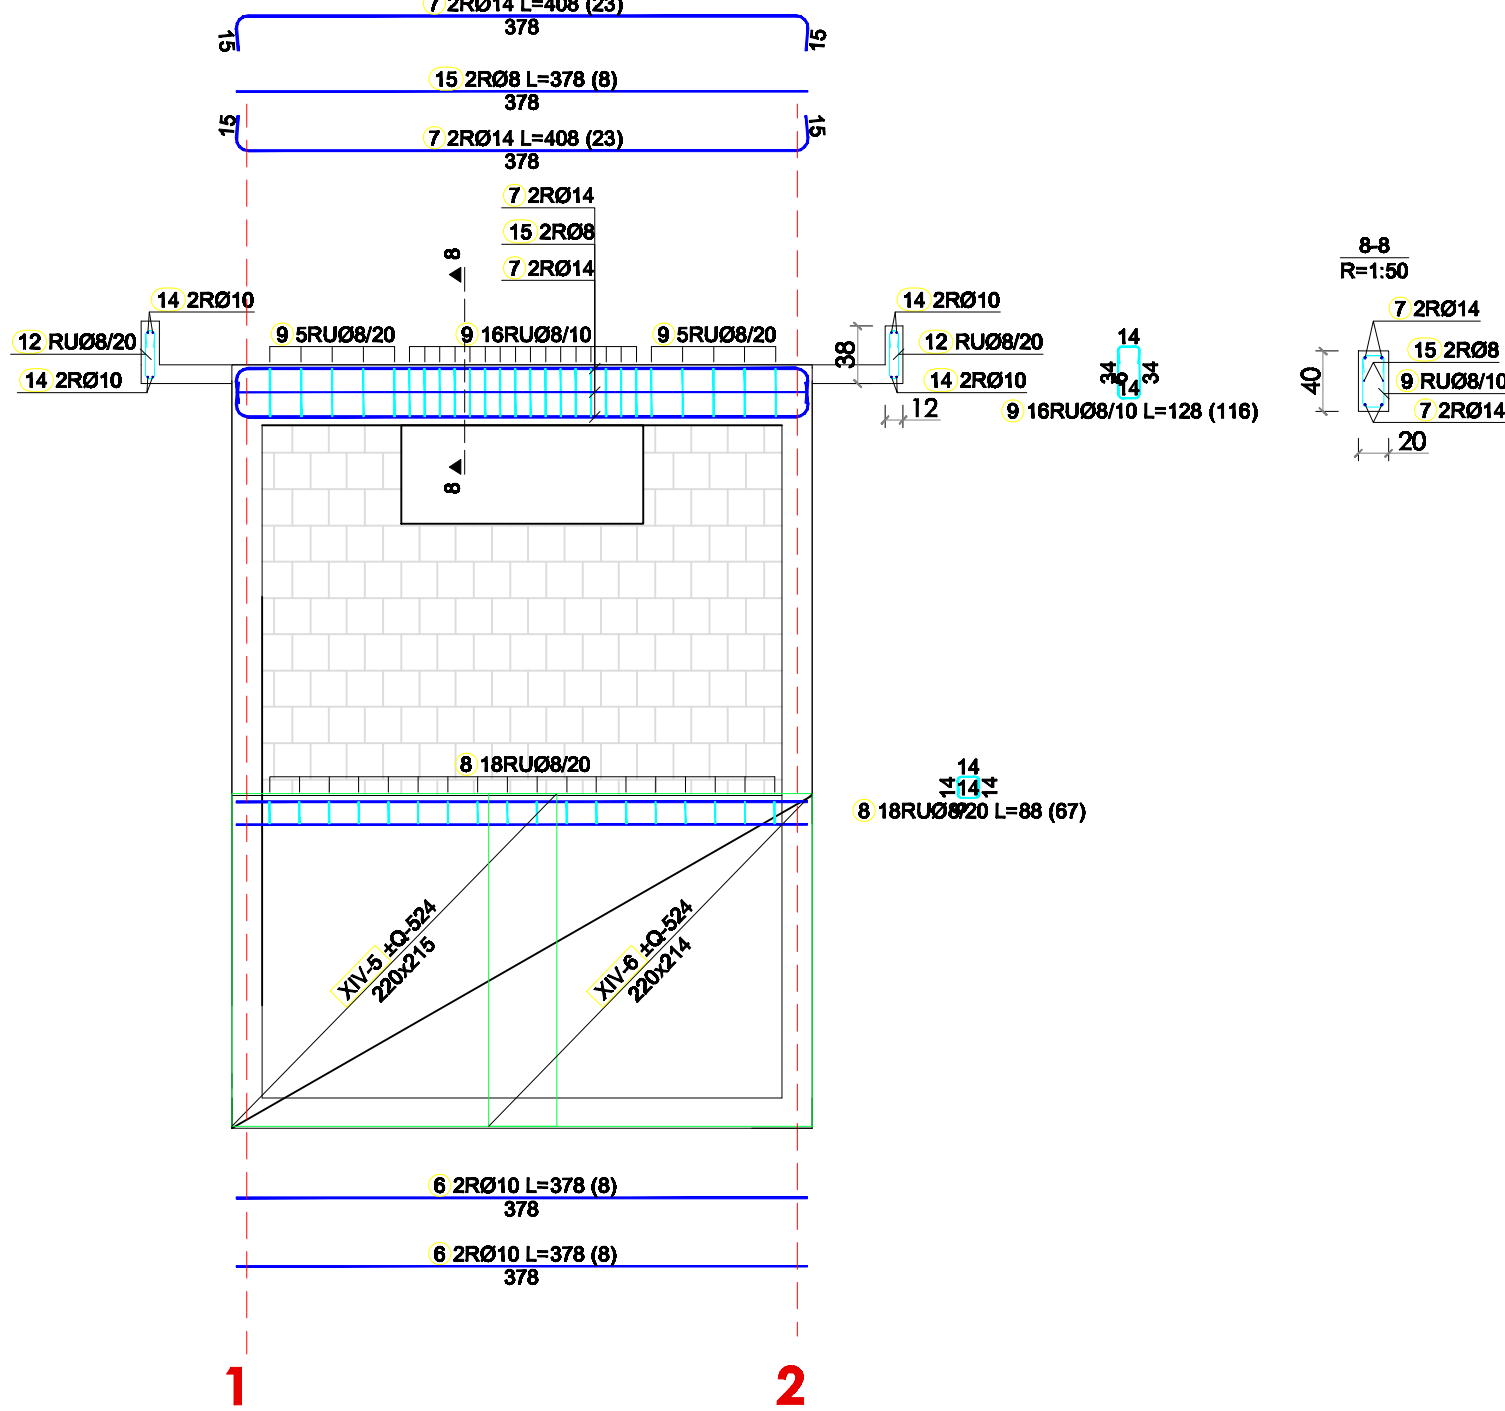 7 2RØ14 L=408 (23)
378
15
15
15 2RØ8 L=378 (8)
378
15
15
7 2RØ14 L=408 (23)
378
7 2RØ14
15 2RØ8
7 2RØ14
8
8-8
R=1:50
14 2RØ10
12 RUØ8/20
14 2RØ10
9 5RUØ8/20
9 16RUØ8/10
9 5RUØ8/20
14 2RØ10
12 RUØ8/20
14 2RØ10
38
12
14
34
34
14
9 16RUØ8/10 L=128 (116)
7 2RØ14
15 2RØ8
9 RUØ8/10
7 2RØ14
40
20
8
8 18RUØ8/20
14
14
14
14
8 18RUØ8/20 L=88 (67)
XIV-5 ±Q-524
220x215
XIV-6 ±Q-524
220x214
6 2RØ10 L=378 (8)
378
6 2RØ10 L=378 (8)
378
1
2